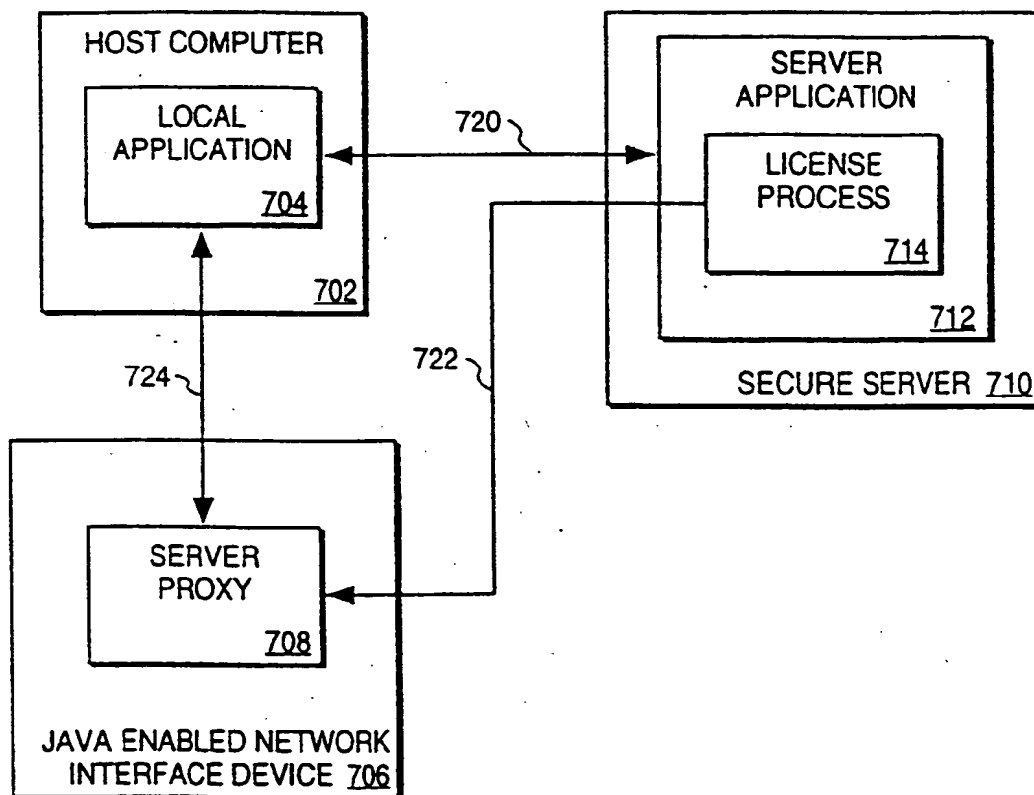 HOST COMPUTER
LOCAL
APPLICATION
704
702
720
SERVER
APPLICATION
LICENSE
PROCESS
714
712
SECURE SERVER 710
722
724
SERVER
PROXY
708
JAVA ENABLED NETWORK
INTERFACE DEVICE 706